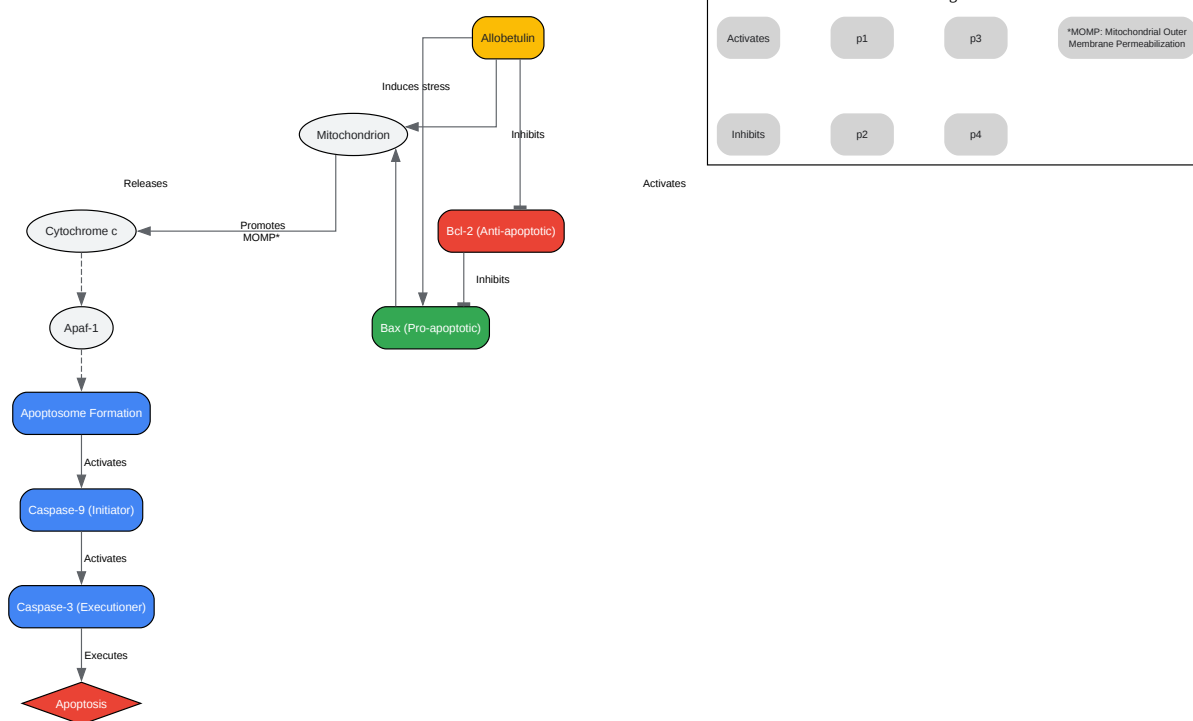 Allobetulin
Activates
p1
p3
*MOMP: Mitochondrial Outer
Membrane Permeabilization
Induces stress
Mitochondrion
Inhibits
Inhibits
p2
p4
Releases
Activates
Cytochrome c
Promotes
MOMP*
Bcl-2 (Anti-apoptotic)
Inhibits
Apaf-1
Bax (Pro-apoptotic)
Apoptosome Formation
Activates
Caspase-9 (Initiator)
Activates
Caspase-3 (Executioner)
Executes
Apoptosis